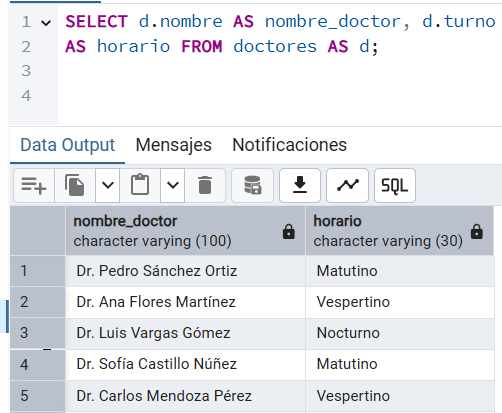 1 SELECT d.nombre AS nombre_doctor, d.turno
2 AS horario FROM doctores AS d;
3
4
Data Output Mensajes Notificaciones
SQL
nombre_doctor horario
character varying (100) character varying (30)
1 Dr. Pedro Sánchez Ortiz Matutino
2 Dr. Ana Flores Martínez Vespertino
3 Dr. Luis Vargas Gómez Nocturno
4 Dr. Sofía Castillo Núñez Matutino
5 Dr. Carlos Mendoza Pérez Vespertino